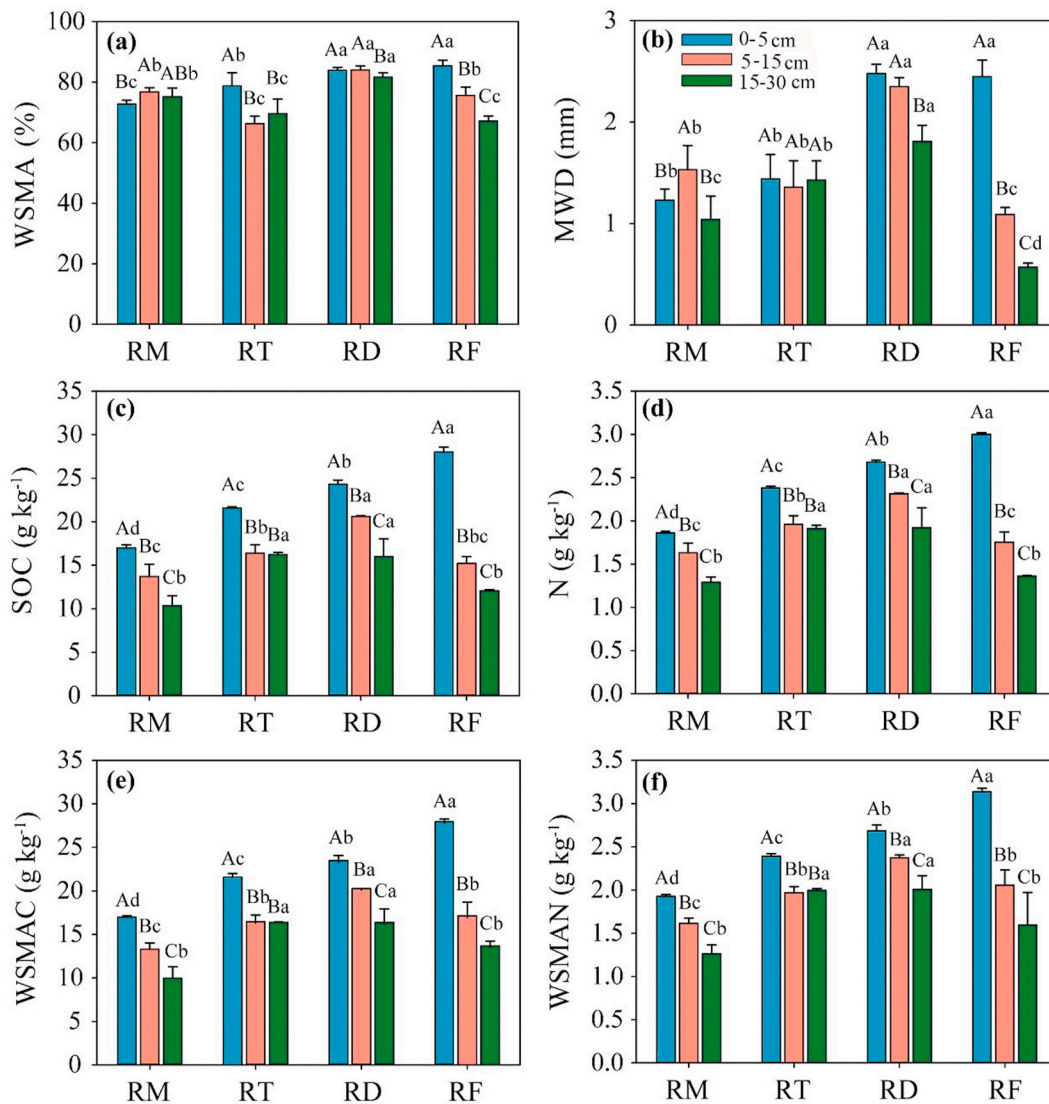 (a)
WSMA (%)
100
80
60
40
20
0
Bc Ab ABb
Ab Bc Bc
Aa Aa Ba
Aa Bb Cc
RM RT RD RF
(b)
0-5 cm
5-15 cm
15-30 cm
MWD (mm)
3
2
1
0
Bb Ab Bc
Ab Ab Ab
Aa Aa Ba
Aa Bc Cd
RM RT RD RF
(c)
SOC (g kg-1)
35
30
25
20
15
10
5
0
Ad Bc Cb
Ac Bb Ba
Ab Ba Ca
Aa Bbc Cb
RM RT RD RF
(d)
N (g kg-1)
3.5
3.0
2.5
2.0
1.5
1.0
0.5
0.0
Ad Bc Cb
Ac Bb Ba
Ab Ba Ca
Aa Bc Cb
RM RT RD RF
(e)
WSMAC (g kg-1)
35
30
25
20
15
10
5
0
Ad Bc Cb
Ac Bb Ba
Ab Ba Ca
Aa Bb Cb
RM RT RD RF
(f)
WSMAN (g kg-1)
3.5
3.0
2.5
2.0
1.5
1.0
0.5
0.0
Ad Bc Cb
Ac Bb Ba
Ab Ba Ca
Aa Bb Cb
RM RT RD RF